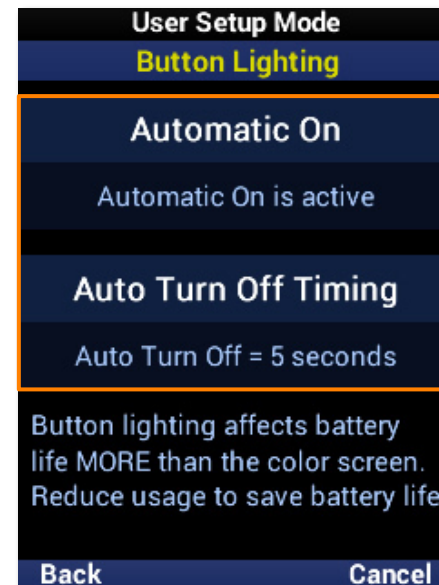 User Setup Mode
Button Lighting
Automatic On
Automatic On is active
Auto Turn Off Timing
Auto Turn Off = 5 seconds
Button lighting affects battery
life MORE than the color screen.
Reduce usage to save battery life
Back Cancel